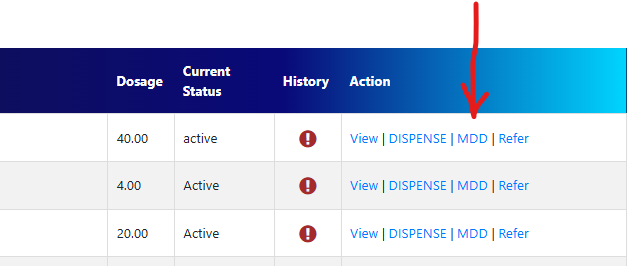 Dosage Current Status History Action
40.00 active View | DISPENSE | MDD | Refer
4.00 Active View | DISPENSE | MDD | Refer
20.00 Active View | DISPENSE | MDD | Refer